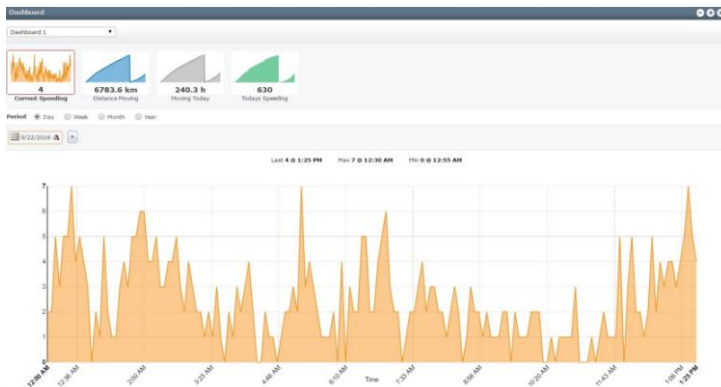 Dashboard
Dashboard 1
4
Current Speeding
6783.6 km
Distance Moving
240.3 h
Moving Today
630
Todays Speeding
Period Day Week Month Year
9/22/2016
Last 4 @ 1:25 PM Max 7 @ 12:30 AM Min 0 @ 12:55 AM
7
6
5
4
3
2
1
0
12:00 AM 12:36 AM 2:00 AM 3:23 AM 4:46 AM 6:10 AM 7:33 AM 8:56 AM 10:20 AM 11:43 AM 1:06 PM 1:25 PM
Time